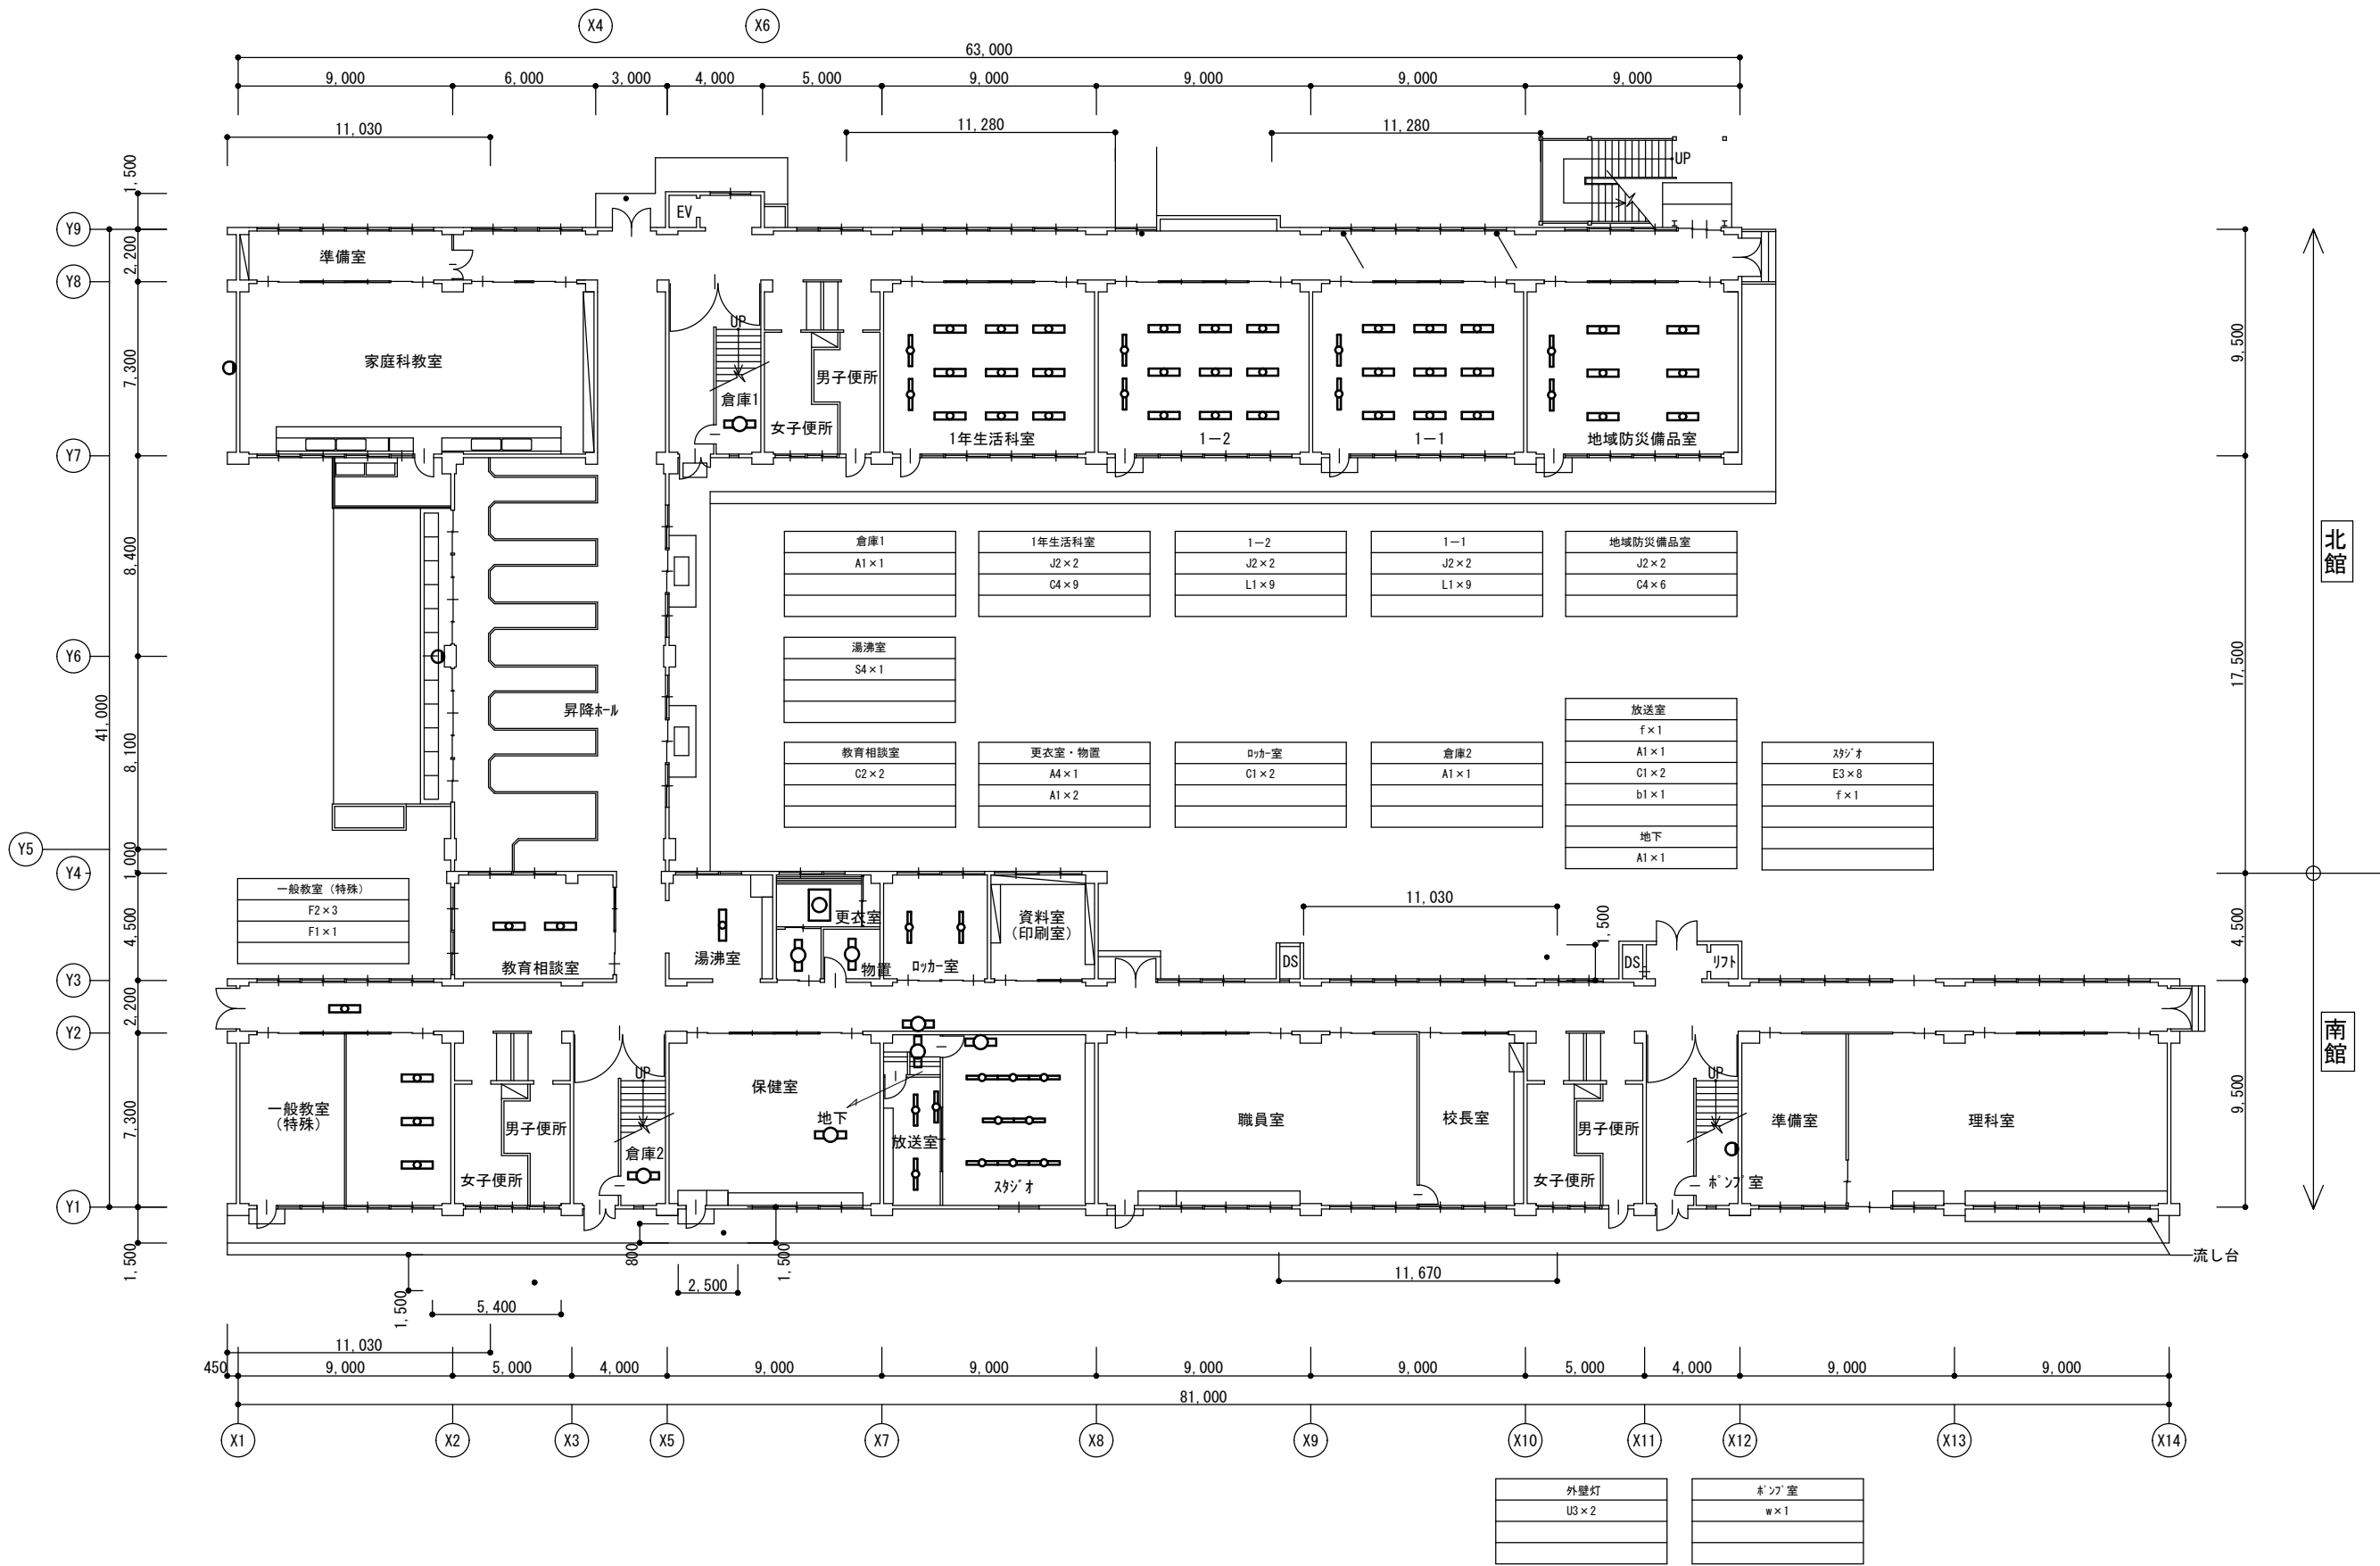 X4
X6
63,000
9,000
6,000
3,000
4,000
5,000
9,000
9,000
9,000
9,000
11,030
11,280
11,280
UP
1,500
Y9
2,200
Y8
7,300
Y7
8,400
Y6
41,000
8,100
Y5
1,000
Y4
4,500
Y3
2,200
Y2
7,300
Y1
1,500
EV
準備室
家庭科教室
UP
倉庫1
男子便所
女子便所
1年生活科室
1-2
1-1
地域防災備品室
9,500
17,500
4,500
9,500
北館
南館
昇降ホール
倉庫1
A1×1
1年生活科室
J2×2
C4×9
1-2
J2×2
L1×9
1-1
J2×2
L1×9
地域防災備品室
J2×2
C4×6
湯沸室
S4×1
教育相談室
C2×2
更衣室・物置
A4×1
A1×2
ロッカー室
C1×2
倉庫2
A1×1
放送室
f×1
A1×1
C1×2
b1×1
地下
A1×1
スタジオ
E3×8
f×1
一般教室(特殊)
F2×3
F1×1
教育相談室
湯沸室
更衣室
物置
ロッカー室
資料室
(印刷室)
11,030
1,500
DS
DS
リフト
一般教室
(特殊)
男子便所
女子便所
UP
倉庫2
保健室
地下
放送室
スタジオ
職員室
校長室
男子便所
女子便所
UP
ポンプ室
準備室
理科室
流し台
800
1,500
2,500
1,500
5,400
11,670
11,030
450
9,000
5,000
4,000
9,000
9,000
9,000
9,000
5,000
4,000
9,000
9,000
81,000
X1
X2
X3
X5
X7
X8
X9
X10
X11
X12
X13
X14
外壁灯
U3×2
ポンプ室
w×1